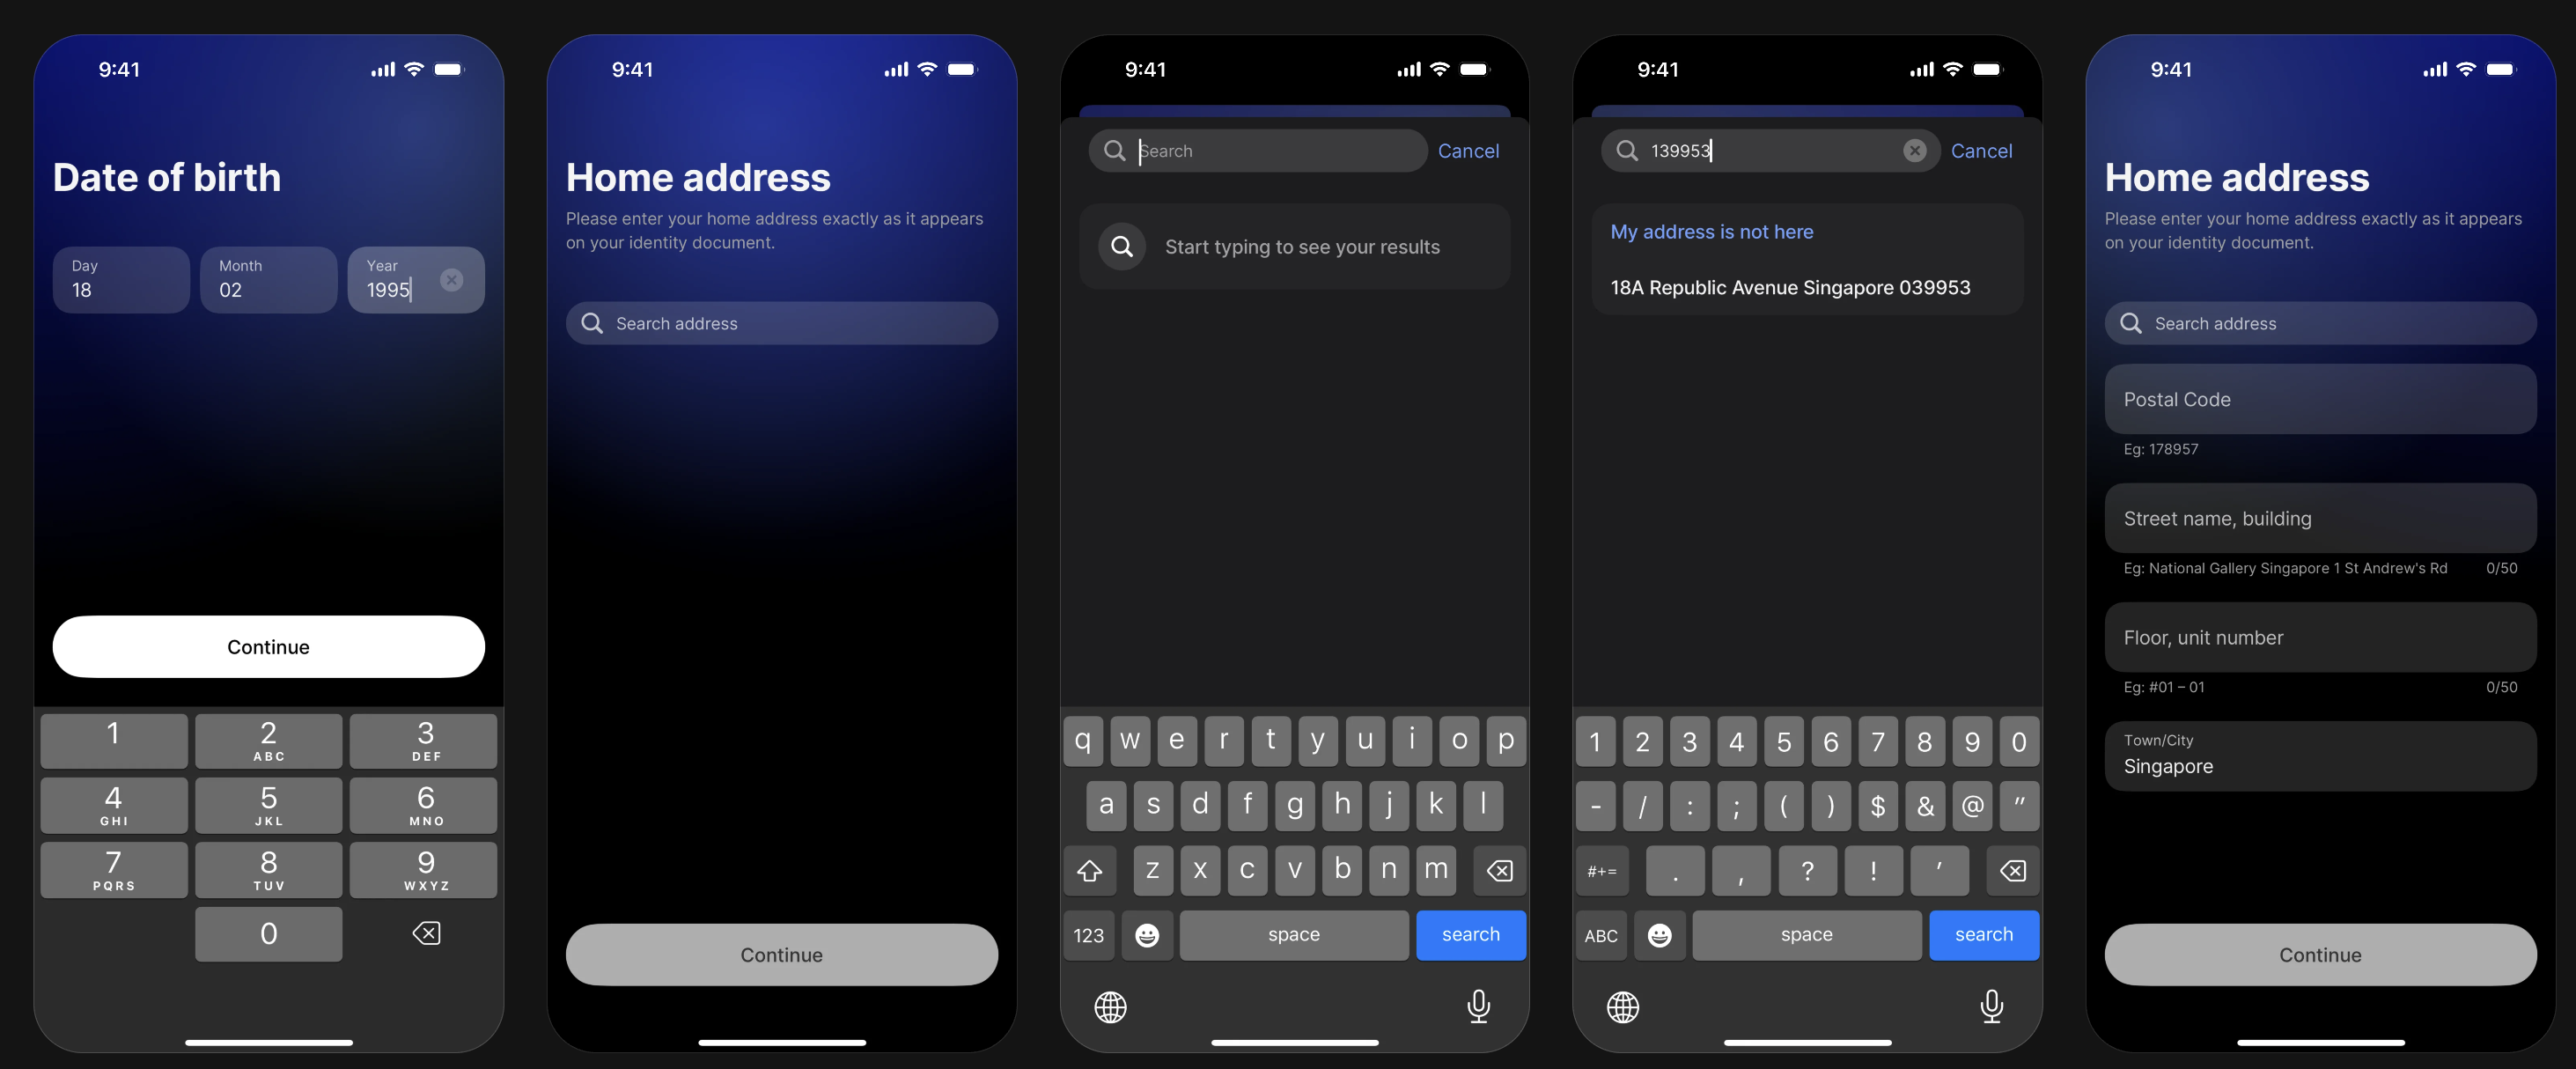 9:41
Date of birth
Day
18
Month
02
Year
1995
Continue
1
2
ABC
3
DEF
4
GHI
5
JKL
6
MNO
7
PQRS
8
TUV
9
WXYZ
0
9:41
Home address
Please enter your home address exactly as it appears
on your identity document.
Search address
Continue
9:41
Search
Cancel
Start typing to see your results
q w e r t y u i o p
a s d f g h j k l
z x c v b n m
123
space
search
9:41
139953
Cancel
My address is not here
18A Republic Avenue Singapore 039953
1 2 3 4 5 6 7 8 9 0
- / : ; ( ) $ & @ "
#+= . , ? ! ’
ABC
space
search
9:41
Home address
Please enter your home address exactly as it appears
on your identity document.
Search address
Postal Code
Eg: 178957
Street name, building
Eg: National Gallery Singapore 1 St Andrew's Rd 0/50
Floor, unit number
Eg: #01 – 01 0/50
Town/City
Singapore
Continue